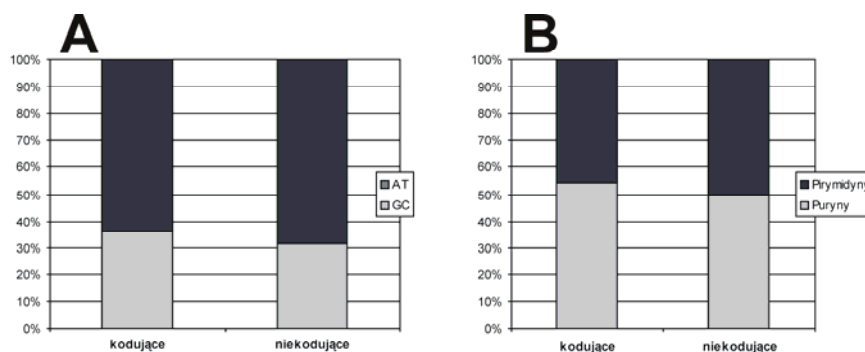 A
100%
90%
80%
70%
60%
50%
40%
30%
20%
10%
0%
kodujące
niekodujące
AT
GC
B
100%
90%
80%
70%
60%
50%
40%
30%
20%
10%
0%
kodujące
niekodujące
Pirymidyny
Puryny